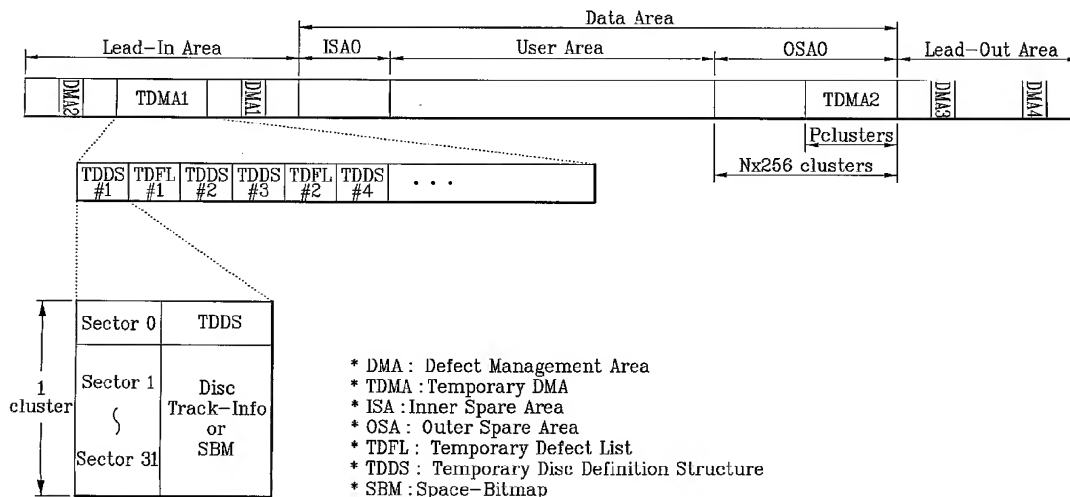 Data Area
Lead-In Area
ISA0
User Area
OSA0
Lead-Out Area
DMA2
TDMA1
DMA1
TDMA2
DMA3
DMA4
Pclusters
Nx256 clusters
TDDS #1
TDFL #1
TDDS #2
TDDS #3
TDFL #2
TDDS #4
· · ·
1 cluster
Sector 0
TDDS
Sector 1
Sector 31
Disc
Track-Info
or
SBM
* DMA : Defect Management Area
* TDMA : Temporary DMA
* ISA : Inner Spare Area
* OSA : Outer Spare Area
* TDFL : Temporary Defect List
* TDDS : Temporary Disc Definition Structure
* SBM : Space-Bitmap